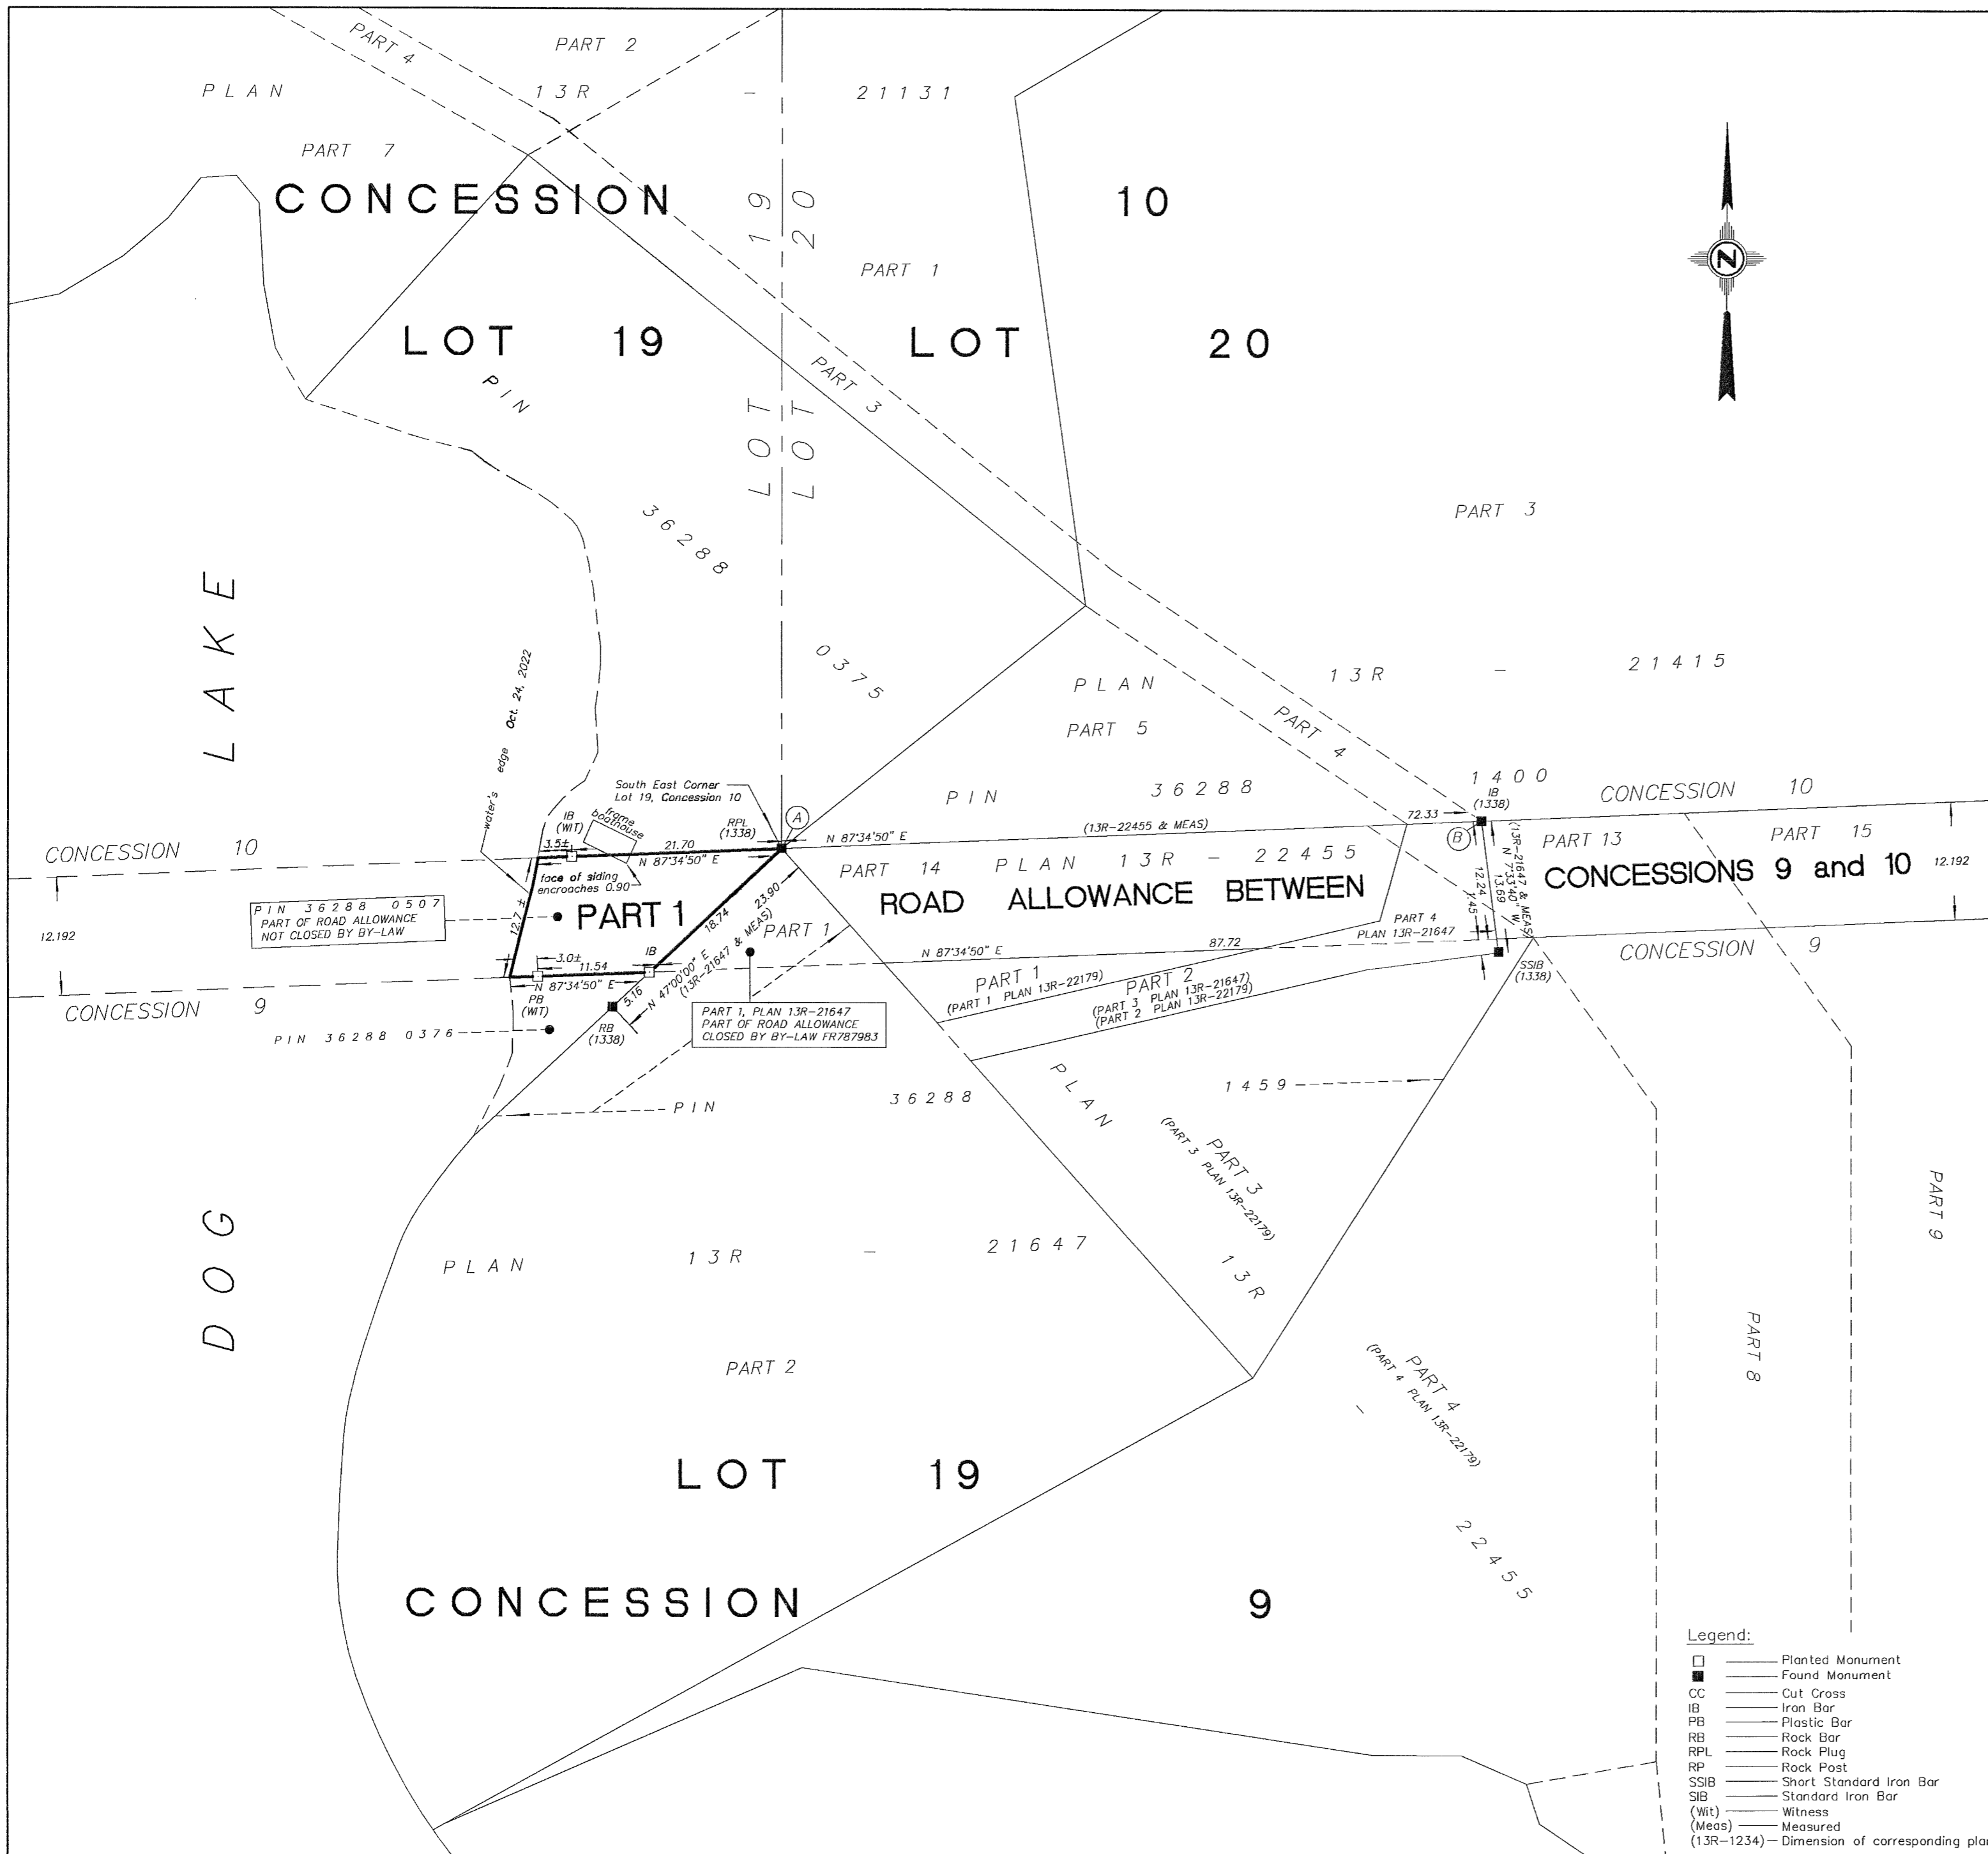 PART 4
PART 2
PLAN 13R - 21131
PART 7
CONCESSION 10
LOT 19
LOT 20
PART 1
N
LOT 19 LOT 20
PIN 36288 0375
PART 3
PART 3
LAKE
DOG
water's edge Oct. 24, 2022
PLAN 13R - 21415
PART 5
PART 4
PIN 36288 1400
South East Corner
Lot 19, Concession 10
IB
(WIT)
frame
boathouse
RPL
(1338)
A
3.5±
21.70
N 87°34'50" E
N 87°34'50" E
(13R-22455 & MEAS)
72.33
IB
(1338)
B
CONCESSION 10
CONCESSION 10
face of siding
encroaches 0.90
PART 14 PLAN 13R - 22455
PART 13
PART 15
ROAD ALLOWANCE BETWEEN
CONCESSIONS 9 and 10
12.192
12.192
PIN 36288 0507
PART OF ROAD ALLOWANCE
NOT CLOSED BY BY-LAW
PART 1
12.7 ±
18.74
23.90
N 47°00'00" E
(13R-21647 & MEAS)
PART 1
12.24
1.45
13.69
N 7°33'40" W
(13R-21647 & MEAS)
PART 4
PLAN 13R-21647
IB
3.0±
11.54
N 87°34'50" E
N 87°34'50" E
87.72
PB
(WIT)
5.16
RB
(1338)
SSIB
(1338)
CONCESSION 9
CONCESSION 9
PART 1
(PART 1 PLAN 13R-22179)
PART 2
(PART 3 PLAN 13R-21647)
(PART 2 PLAN 13R-22179)
PART 1, PLAN 13R-21647
PART OF ROAD ALLOWANCE
CLOSED BY BY-LAW FR787983
PIN 36288 0376
PIN 36288 1459
PLAN 13R - 22455
PART 3
(PART 3 PLAN 13R-22179)
PLAN 13R - 21647
PART 2
PART 4
(PART 4 PLAN 13R-22179)
PART 8
PART 9
LOT 19
CONCESSION 9
Legend:
Planted Monument
Found Monument
CC Cut Cross
IB Iron Bar
PB Plastic Bar
RB Rock Bar
RPL Rock Plug
RP Rock Post
SSIB Short Standard Iron Bar
SIB Standard Iron Bar
(Wit) Witness
(Meas) Measured
(13R-1234) Dimension of corresponding plan